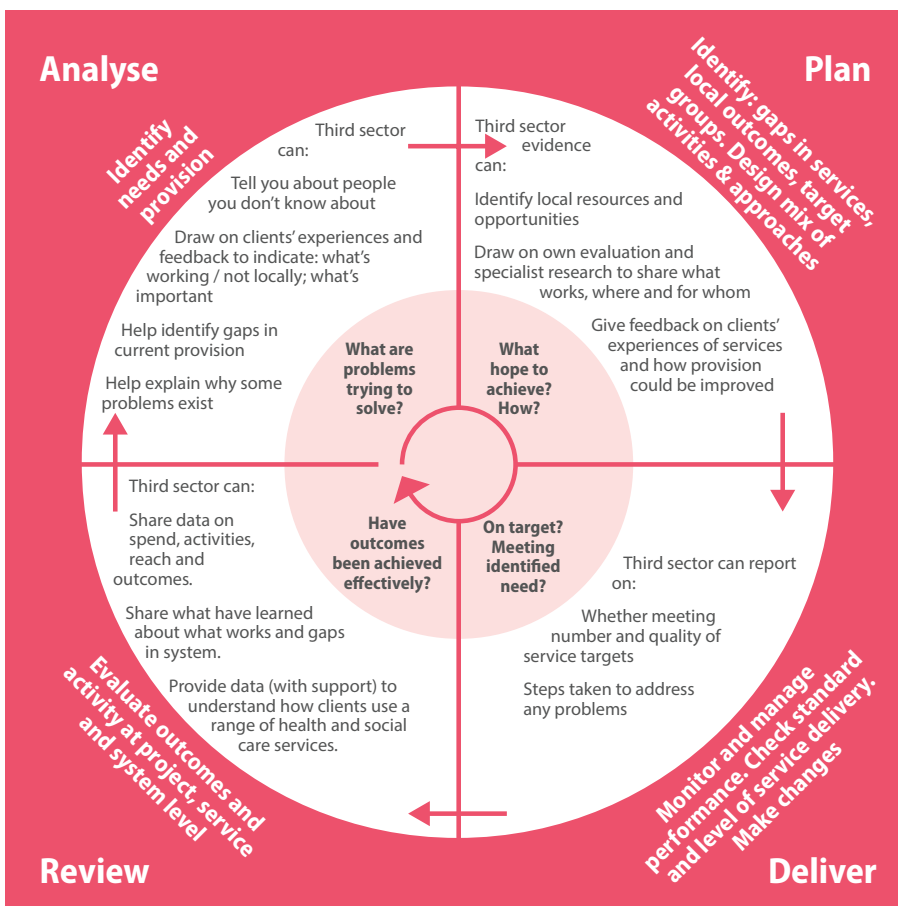 Analyse
Identify
needs and
provision
Third sector
can:
Tell you about people
you don’t know about
Draw on clients’ experiences and
feedback to indicate: what’s
working / not locally; what’s
important
Help identify gaps in
current provision
Help explain why some
problems exist
What are
problems
trying to
solve?
Plan
Identify: gaps in services,
local outcomes, target
groups. Design mix of
activities & approaches
Third sector
evidence
can:
Identify local resources and
opportunities
Draw on own evaluation and
specialist research to share what
works, where and for whom
Give feedback on clients’
experiences of services
and how provision
could be improved
What
hope to
achieve?
How?
On target?
Meeting
identified
need?
Third sector can report
on:
Whether meeting
number and quality of
service targets
Steps taken to address
any problems
Monitor and manage
performance. Check standard
and level of service delivery.
Make changes
Deliver
Have
outcomes
been achieved
effectively?
Third sector can:
Share data on
spend, activities,
reach and
outcomes.
Share what have learned
about what works and gaps
in system.
Provide data (with support) to
understand how clients use a
range of health and social
care services.
Evaluate outcomes and
activity at project, service
and system level
Review